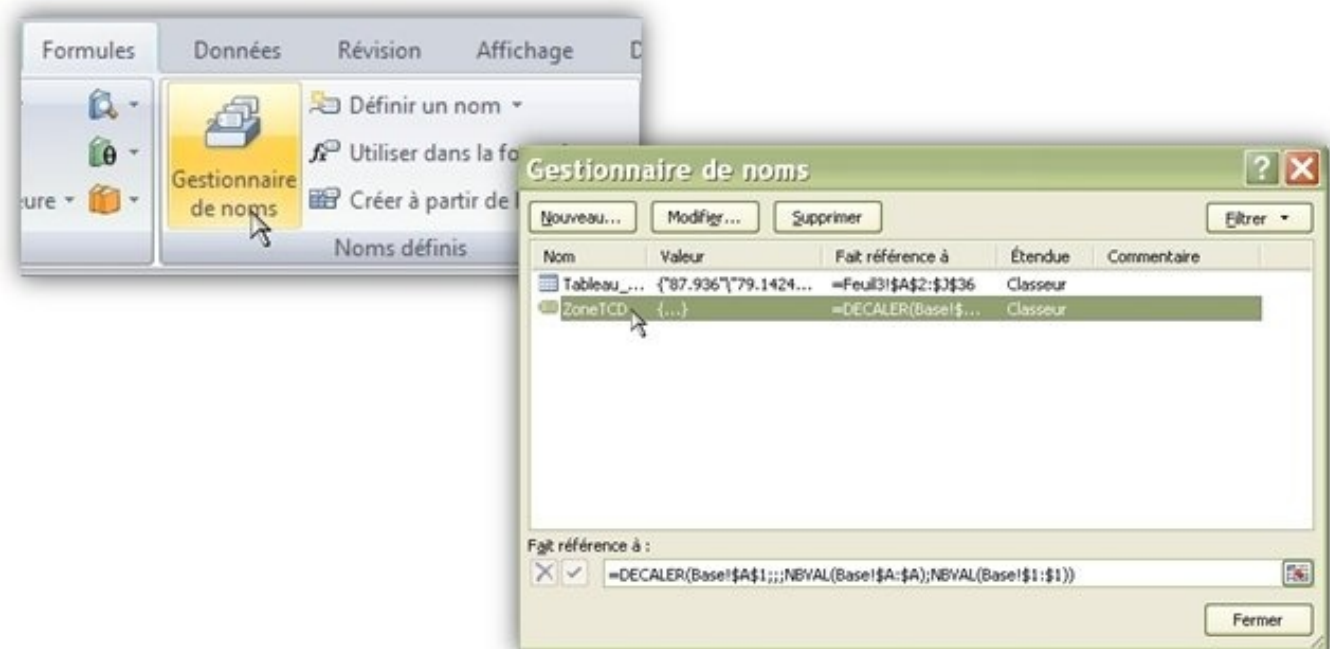 Formules Données Révision Affichage
Définir un nom
Utiliser dans la
Gestionnaire de noms
Créer à partir de
Noms définis
Gestionnaire de noms
Nouveau... Modifier... Supprimer Filtrer
Nom Valeur Fait référence à Étendue Commentaire
Tableau_... {"87.936"\"79.1424... =Feuil3!$A$2:$J$36 Classeur
ZoneTCD {...} =DECALER(Base!$... Classeur
Fait référence à :
=DECALER(Base!$A$1;;;NBVAL(Base!$A:$A);NBVAL(Base!$1:$1))
Fermer